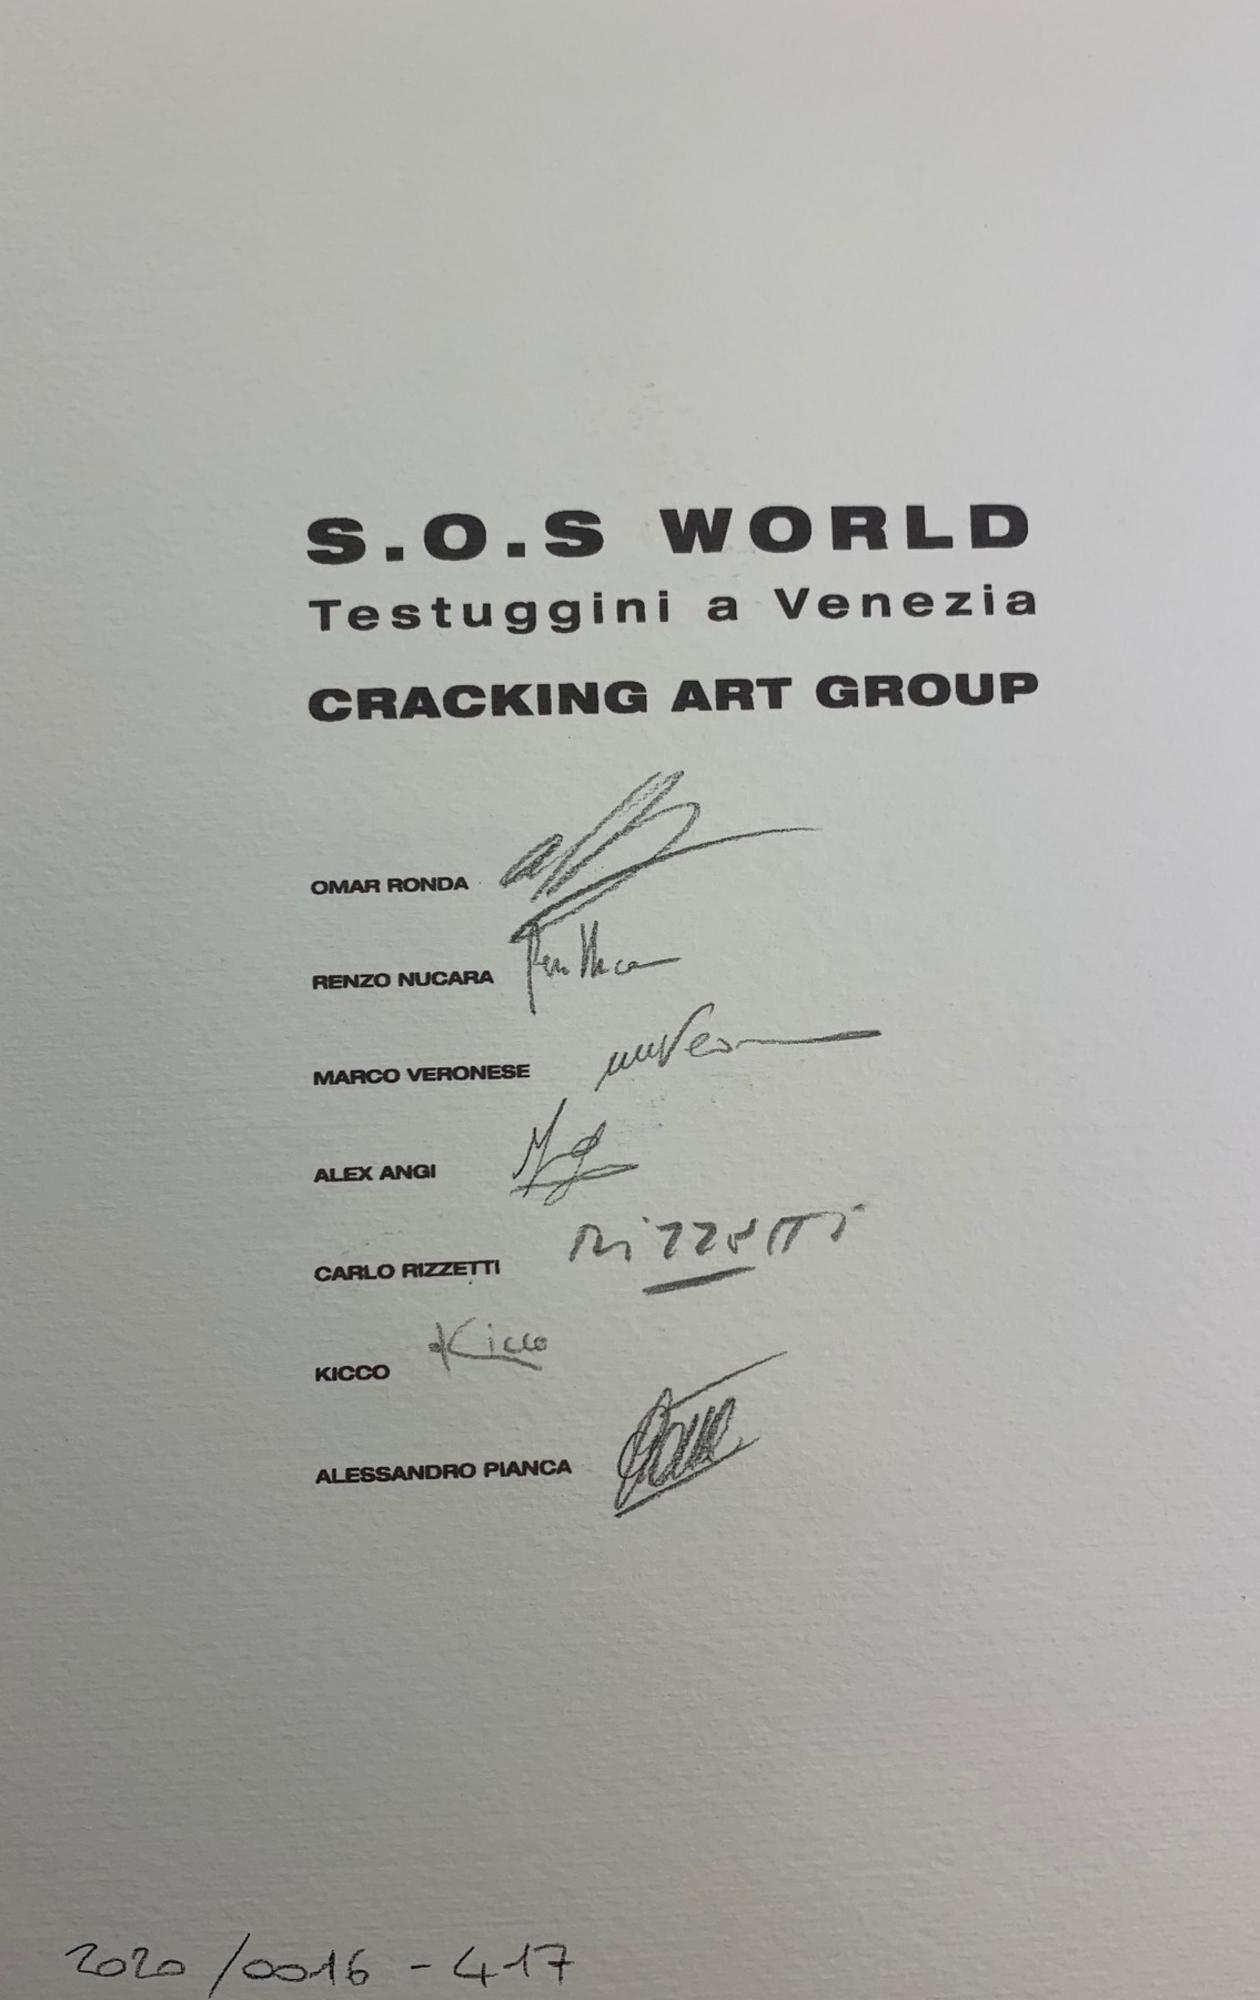 S.O.S WORLD
Testuggini a Venezia
CRACKING ART GROUP
OMAR RONDA
RENZO NUCARA
MARCO VERONESE
ALEX ANGI
CARLO RIZZETTI Rizzetti
KICCO Kicco
ALESSANDRO PIANCA
2020/0016-417